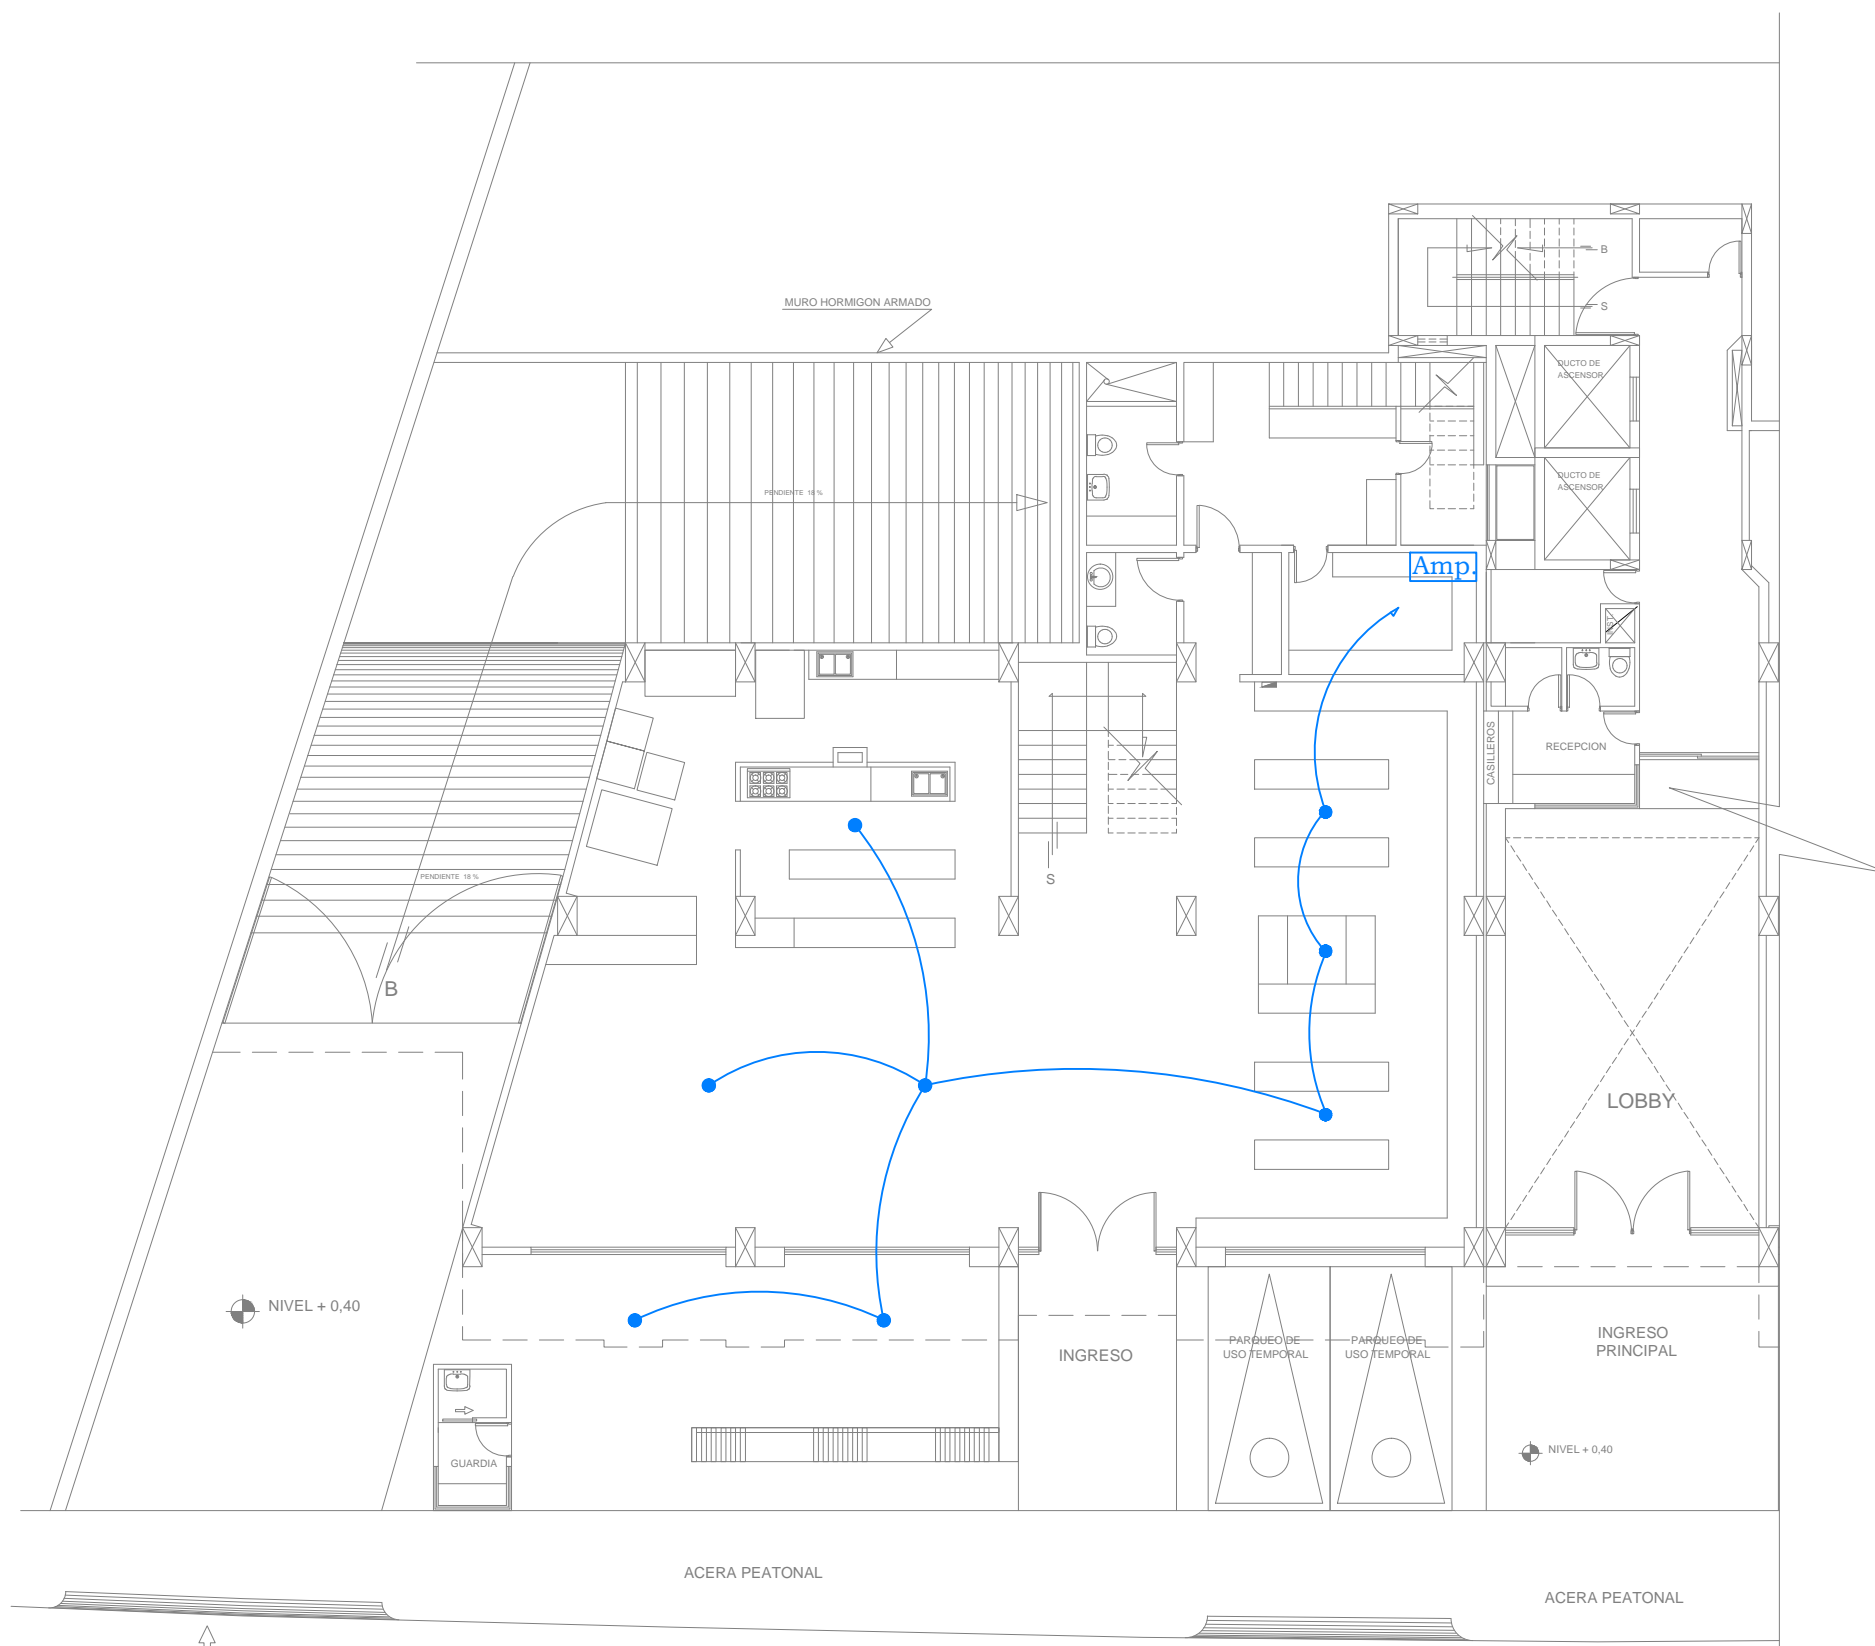 B
MURO HORMIGON ARMADO
S
DUCTO DE
ASCENSOR
PENDIENTE 18 %
DUCTO DE
ASCENSOR
Amp.
CASILLEROS
RECEPCION
PENDIENTE 18 %
S
B
LOBBY
NIVEL + 0,40
INGRESO
PARQUEO DE
USO TEMPORAL
PARQUEO DE
USO TEMPORAL
INGRESO
PRINCIPAL
NIVEL + 0,40
GUARDIA
ACERA PEATONAL
ACERA PEATONAL